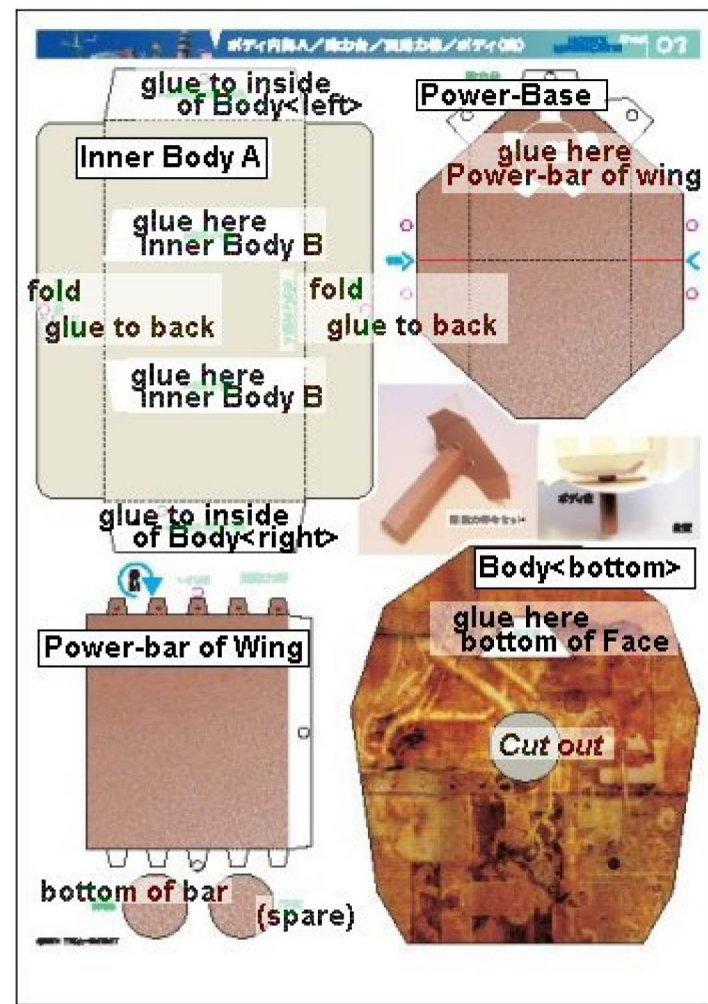 03
glue to inside
of Body<left>
Inner Body A
glue here
Inner Body B
fold
glue to back
fold
glue to back
glue here
Inner Body B
glue to inside
of Body<right>
Power-Base
glue here
Power-bar of wing
Body<bottom>
glue here
bottom of Face
Cut out
Power-bar of Wing
bottom of bar
(spare)